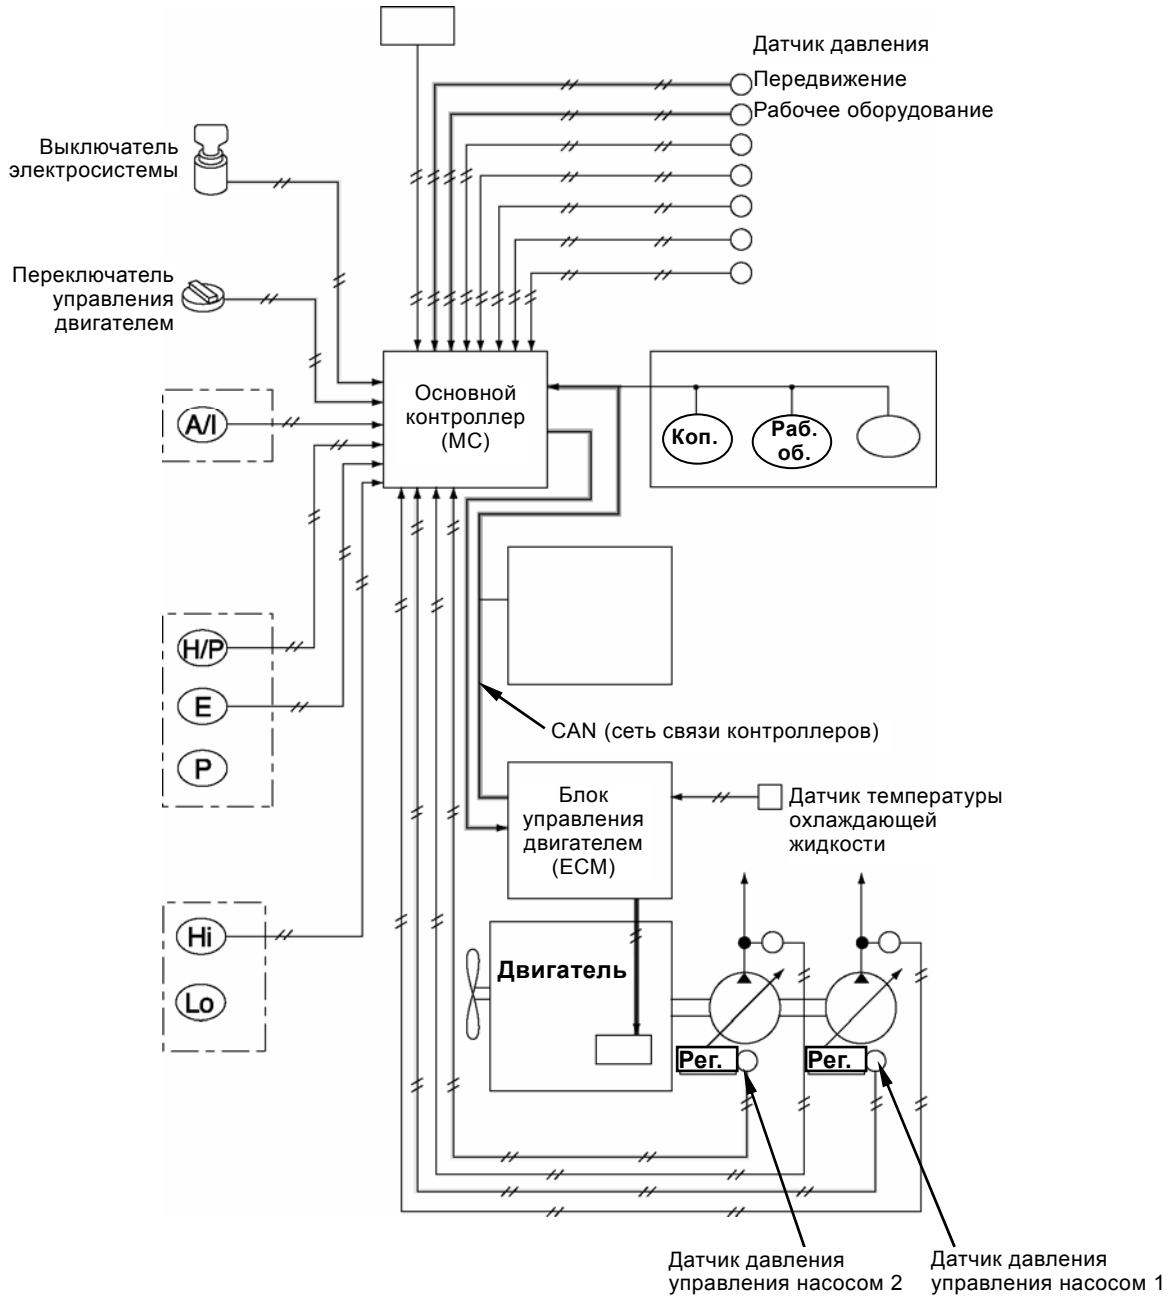 Датчик давления
Передвижение
Рабочее оборудование
Выключатель
электросистемы
Переключатель
управления
двигателем
Основной
контроллер
(МС)
A/I
Коп.
Раб.
об.
H/P
E
P
CAN (сеть связи контроллеров)
Блок
управления
двигателем
(ECM)
Датчик температуры
охлаждающей
жидкости
Hi
Lo
Двигатель
Рег.
Рег.
Датчик давления
управления насосом 2
Датчик давления
управления насосом 1